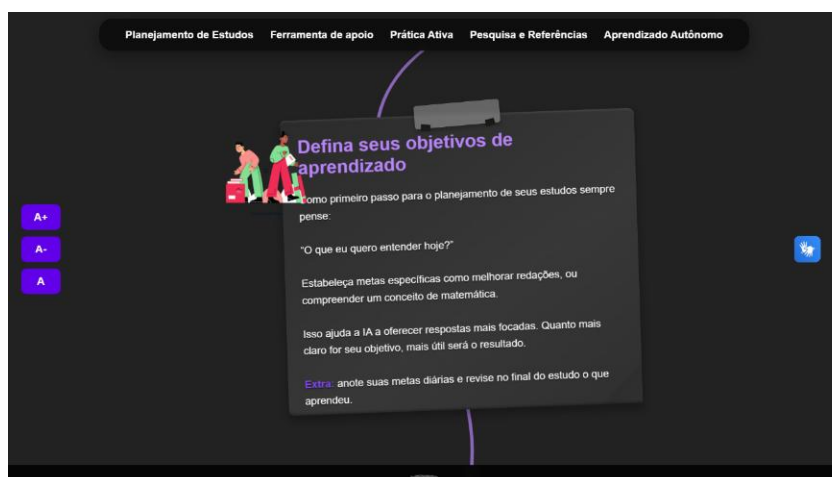 Planejamento de Estudos Ferramenta de apoio Prática Ativa Pesquisa e Referências Aprendizado Autônomo
Defina seus objetivos de
aprendizado
Como primeiro passo para o planejamento de seus estudos sempre
pense:
“O que eu quero entender hoje?”
Estabeleça metas específicas como melhorar redações, ou
compreender um conceito de matemática.
Isso ajuda a IA a oferecer respostas mais focadas. Quanto mais
claro for seu objetivo, mais útil será o resultado.
Extra: anote suas metas diárias e revise no final do estudo o que
aprendeu.
A+
A-
A